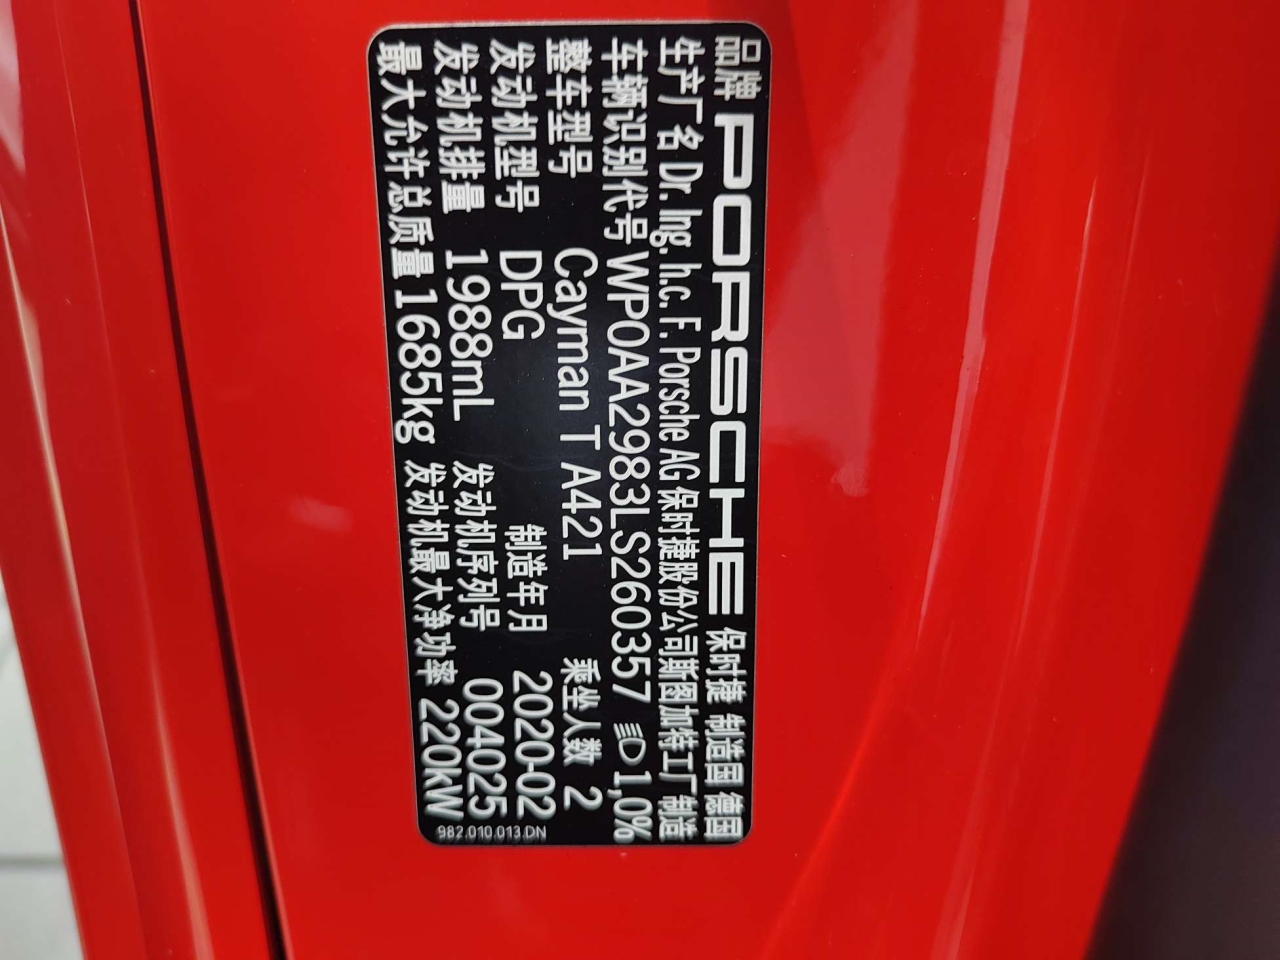 品牌 PORSCHE 保时捷 制造国 德国
生产厂名 Dr. Ing. h.c. F. Porsche AG 保时捷股份公司斯图加特工厂制造
车辆识别代号 WP0AA2983LS260357 1,0%
整车型号 Cayman T A421 乘坐人数 2
发动机型号 DPG 制造年月 2020-02
发动机排量 1988mL 发动机序列号 004025
最大允许总质量 1685kg 发动机最大净功率 220kW
982.010.013.DN